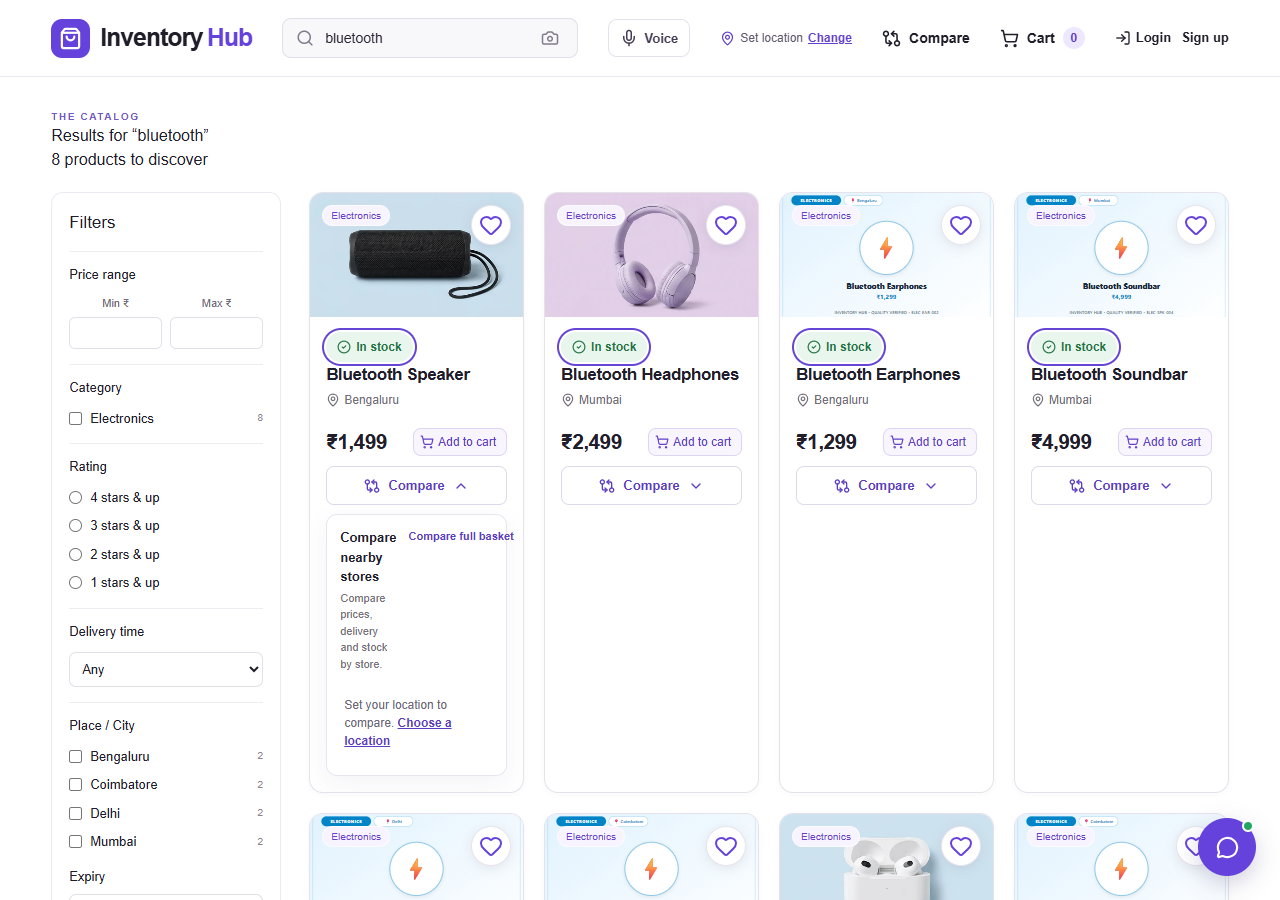 Inventory Hub
bluetooth
Voice
Set location Change
Compare
Cart 0
Login
Sign up
THE CATALOG
Results for “bluetooth”
8 products to discover
Filters
Price range
Min ₹ Max ₹
Category
Electronics 8
Rating
4 stars & up
3 stars & up
2 stars & up
1 stars & up
Delivery time
Any
Place / City
Bengaluru 2
Coimbatore 2
Delhi 2
Mumbai 2
Expiry
Electronics
In stock
Bluetooth Speaker
Bengaluru
₹1,499 Add to cart
Compare
Compare nearby stores
Compare full basket
Compare prices, delivery and stock by store.
Set your location to compare. Choose a location
Electronics
In stock
Bluetooth Headphones
Mumbai
₹2,499 Add to cart
Compare
ELECTRONICS Bengaluru
Electronics
Bluetooth Earphones
₹1,299
In stock
Bluetooth Earphones
Bengaluru
₹1,299 Add to cart
Compare
ELECTRONICS Mumbai
Electronics
Bluetooth Soundbar
₹4,999
In stock
Bluetooth Soundbar
Mumbai
₹4,999 Add to cart
Compare
ELECTRONICS Delhi
Electronics
ELECTRONICS Coimbatore
Electronics
Electronics
ELECTRONICS Coimbatore
Electronics